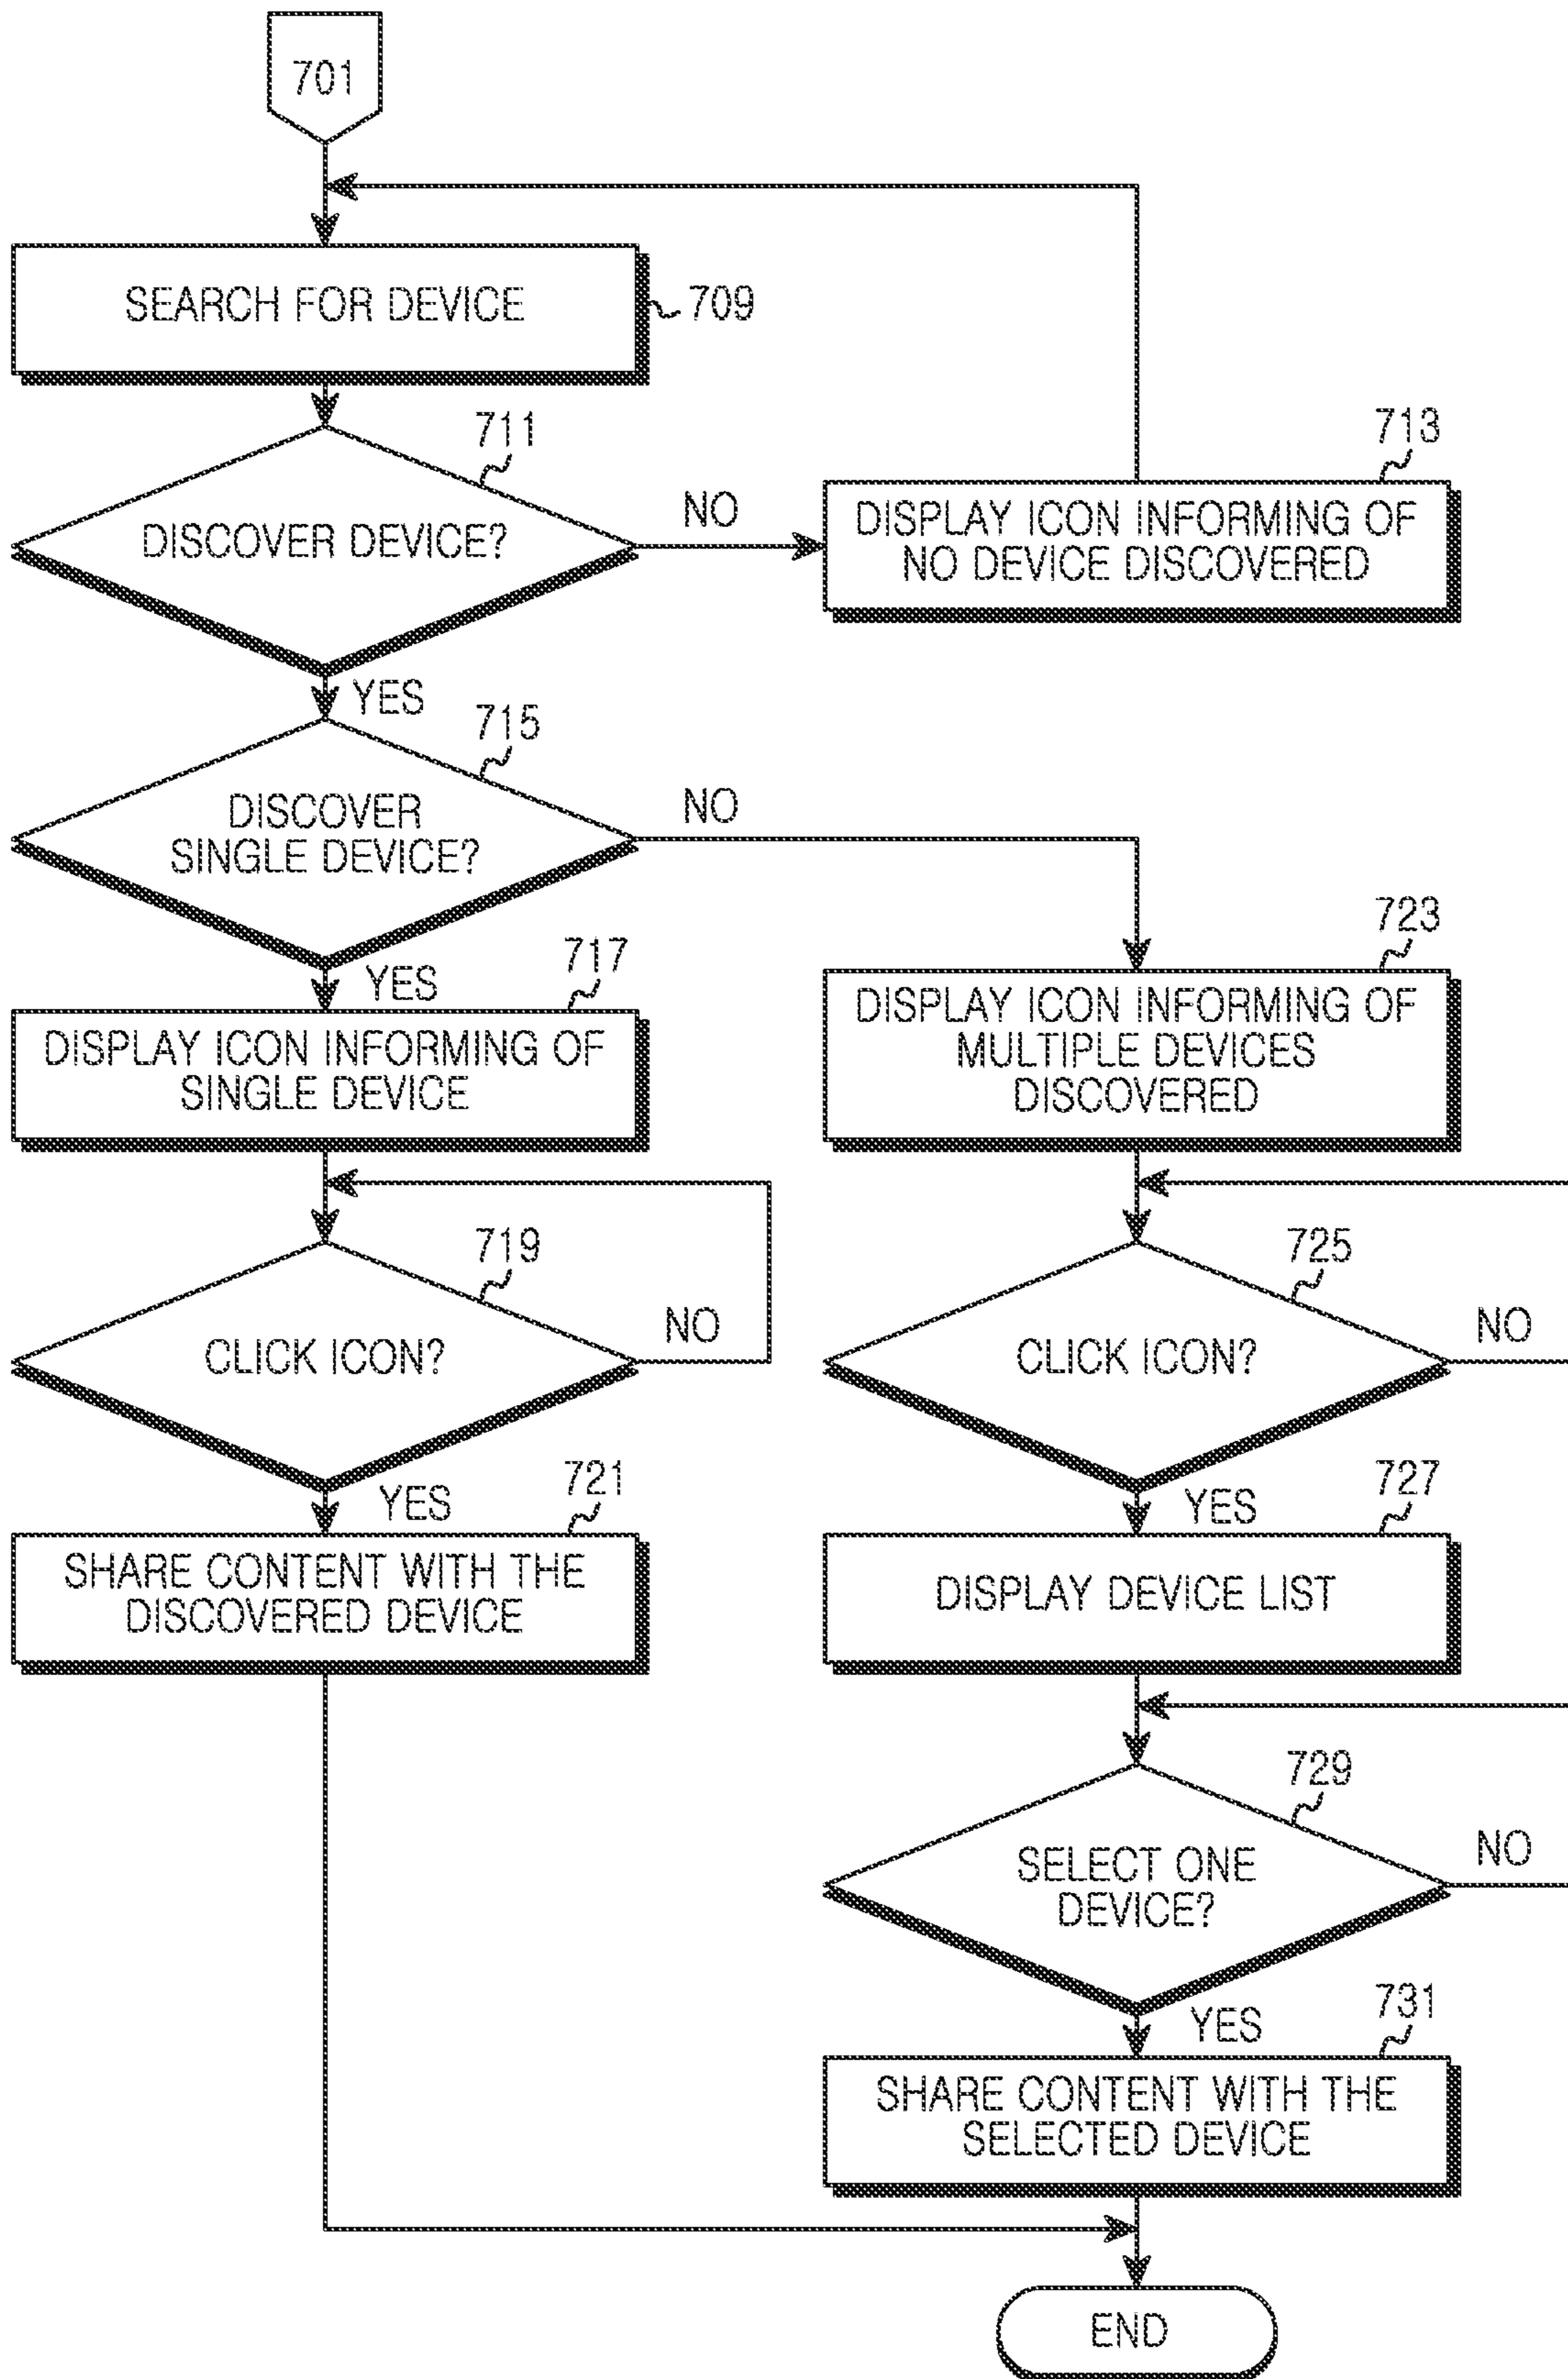 701
SEARCH FOR DEVICE
709
711
DISCOVER DEVICE?
NO
713
DISPLAY ICON INFORMING OF
NO DEVICE DISCOVERED
YES
715
DISCOVER
SINGLE DEVICE?
NO
YES
717
DISPLAY ICON INFORMING OF
SINGLE DEVICE
723
DISPLAY ICON INFORMING OF
MULTIPLE DEVICES
DISCOVERED
719
CLICK ICON?
NO
725
CLICK ICON?
NO
YES
721
SHARE CONTENT WITH THE
DISCOVERED DEVICE
YES
727
DISPLAY DEVICE LIST
729
SELECT ONE
DEVICE?
NO
YES
731
SHARE CONTENT WITH THE
SELECTED DEVICE
END